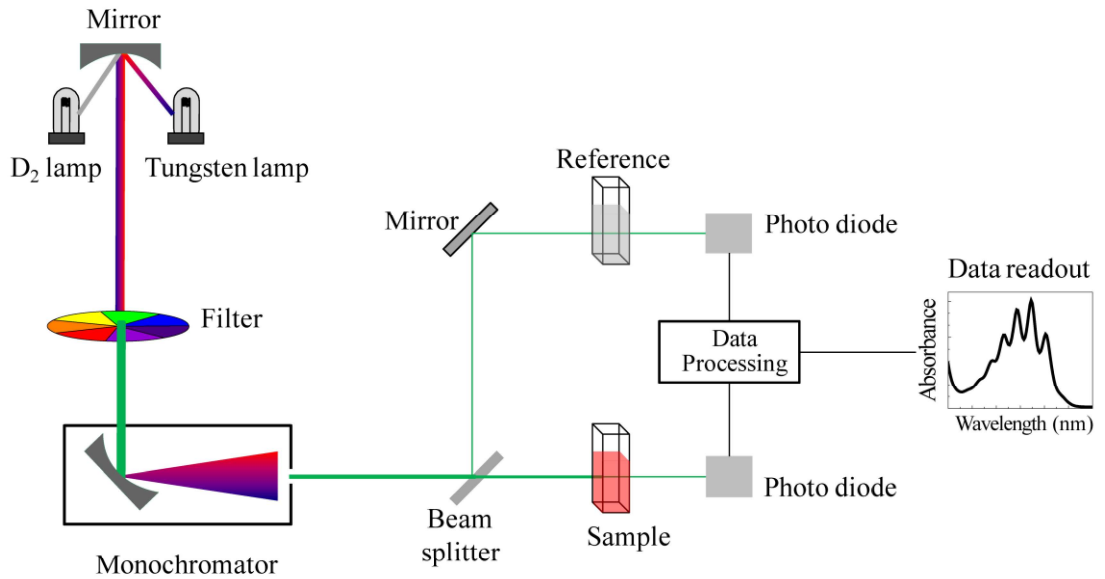 Mirror
D₂ lamp
Tungsten lamp
Filter
Monochromator
Beam
splitter
Mirror
Reference
Sample
Photo diode
Photo diode
Data
Processing
Data readout
Absorbance
Wavelength (nm)